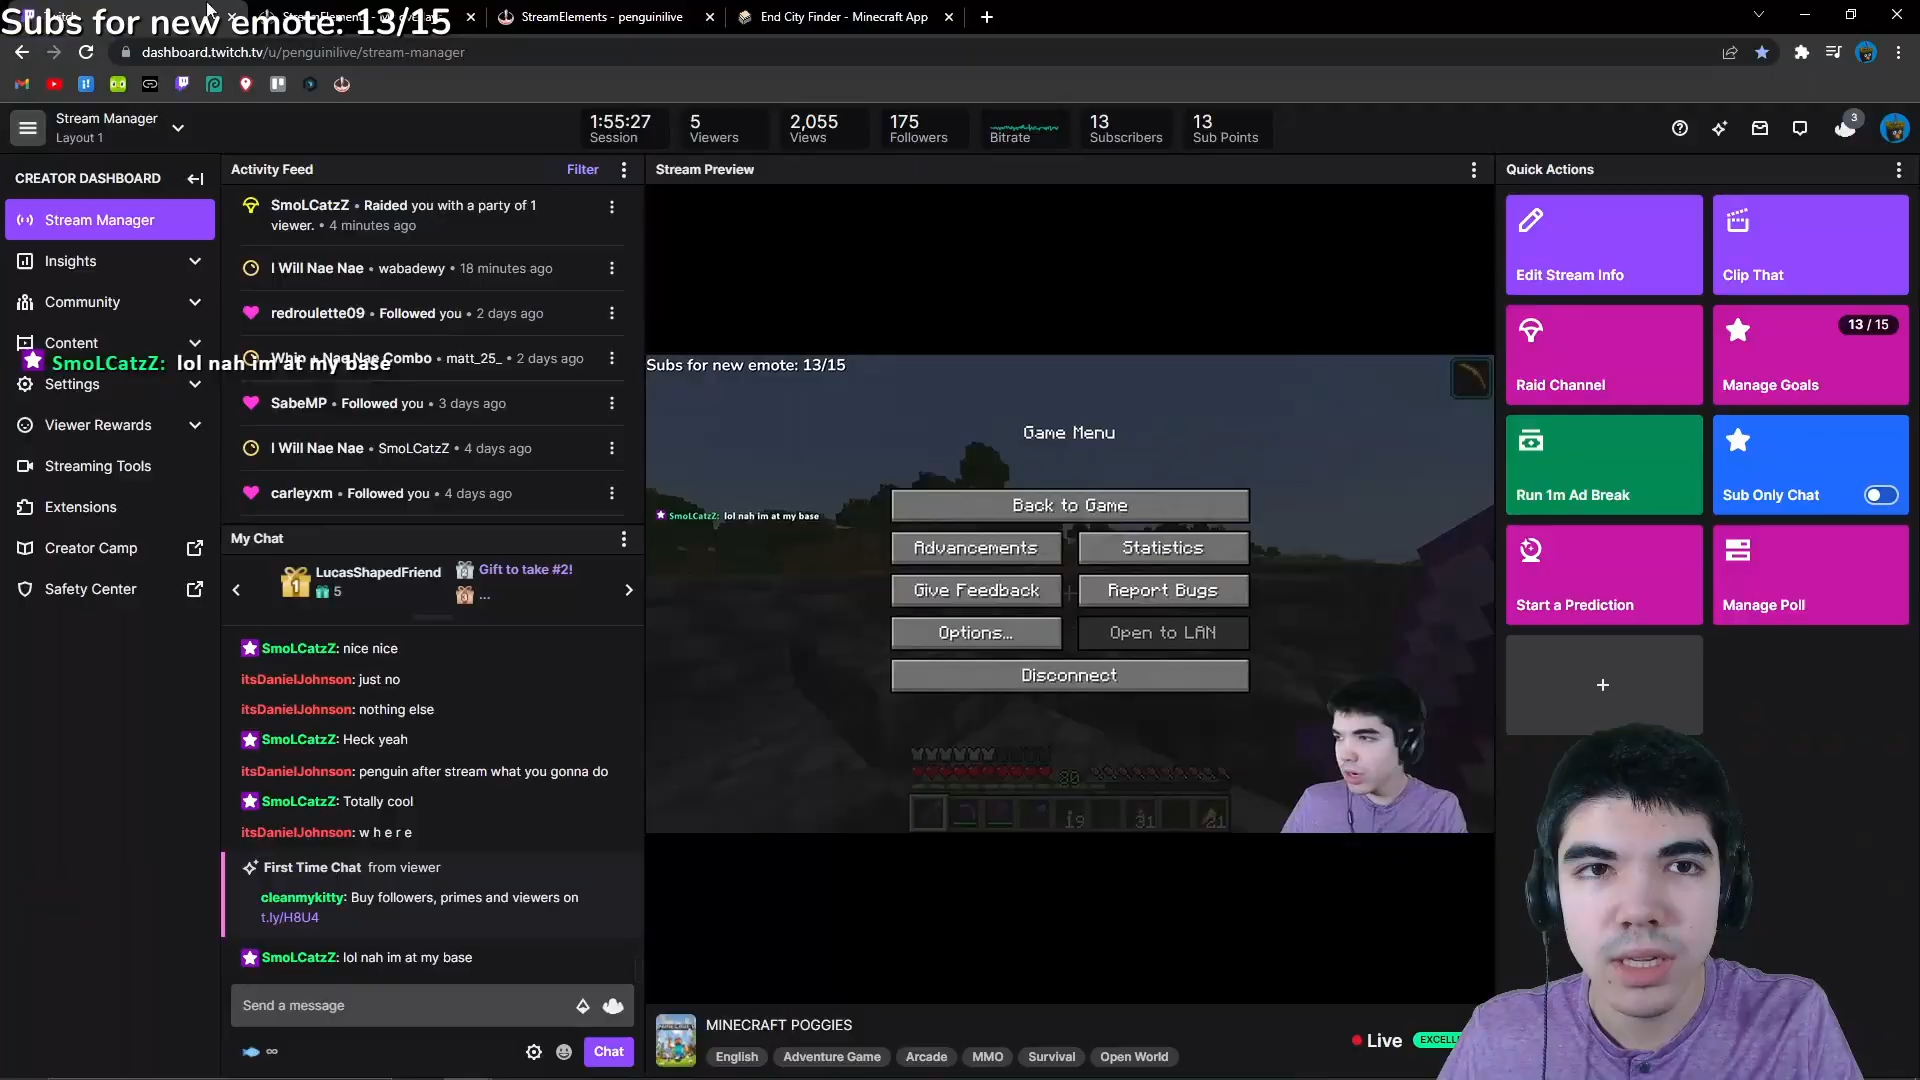 Subs for new emote: 13/15
StreamElements - penguinilive
End City Finder - Minecraft App
dashboard.twitch.tv/u/penguinilive/stream-manager
Stream Manager
Layout 1
1:55:27
Session
5
Viewers
2,055
Views
175
Followers
Bitrate
13
Subscribers
13
Sub Points
3
CREATOR DASHBOARD
Stream Manager
Insights
Community
Content
Settings
Viewer Rewards
Streaming Tools
Extensions
Creator Camp
Safety Center
SmoLCatzZ: lol nah im at my base
Activity Feed
Filter
SmoLCatzZ • Raided you with a party of 1
viewer. • 4 minutes ago
I Will Nae Nae • wabadewy • 18 minutes ago
redroulette09 • Followed you • 2 days ago
Whip + Nae Nae Combo • matt_25_ • 2 days ago
SabeMP • Followed you • 3 days ago
I Will Nae Nae • SmoLCatzZ • 4 days ago
carleyxm • Followed you • 4 days ago
My Chat
1
LucasShapedFriend
5
Gift to take #2!
...
SmoLCatzZ: nice nice
itsDanielJohnson: just no
itsDanielJohnson: nothing else
SmoLCatzZ: Heck yeah
itsDanielJohnson: penguin after stream what you gonna do
SmoLCatzZ: Totally cool
itsDanielJohnson: w h e r e
First Time Chat from viewer
cleanmykitty: Buy followers, primes and viewers on
t.ly/H8U4
SmoLCatzZ: lol nah im at my base
Send a message
∞
Chat
Stream Preview
Subs for new emote: 13/15
Game Menu
SmoLCatzZ: lol nah im at my base
Back to Game
Advancements
Statistics
Give Feedback
Report Bugs
Options...
Open to LAN
Disconnect
80
19
31
21
MINECRAFT POGGIES
English
Adventure Game
Arcade
MMO
Survival
Open World
Live
Quick Actions
Edit Stream Info
Clip That
Raid Channel
13 / 15
Manage Goals
Run 1m Ad Break
Sub Only Chat
Start a Prediction
Manage Poll